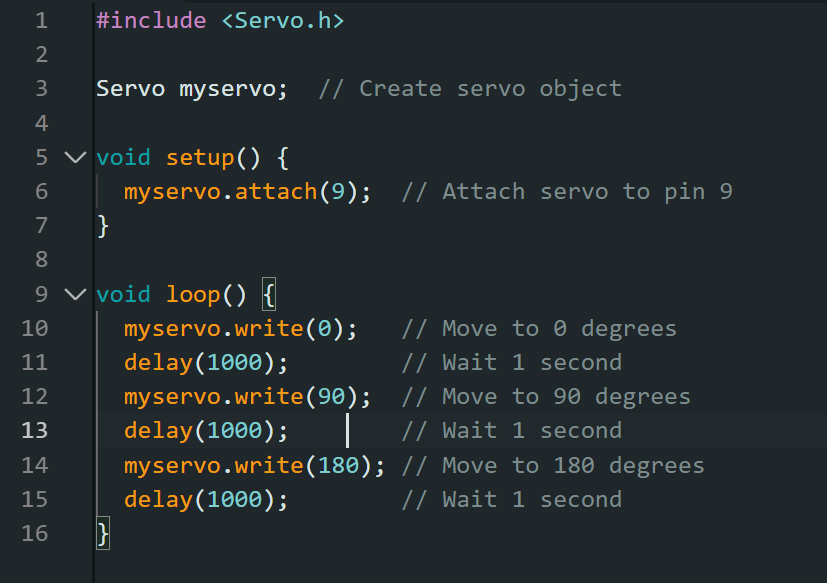 1 #include <Servo.h>
2
3 Servo myservo;  // Create servo object
4
5 void setup() {
6   myservo.attach(9);  // Attach servo to pin 9
7 }
8
9 void loop() {
10   myservo.write(0);   // Move to 0 degrees
11   delay(1000);        // Wait 1 second
12   myservo.write(90);  // Move to 90 degrees
13   delay(1000);        // Wait 1 second
14   myservo.write(180); // Move to 180 degrees
15   delay(1000);        // Wait 1 second
16 }